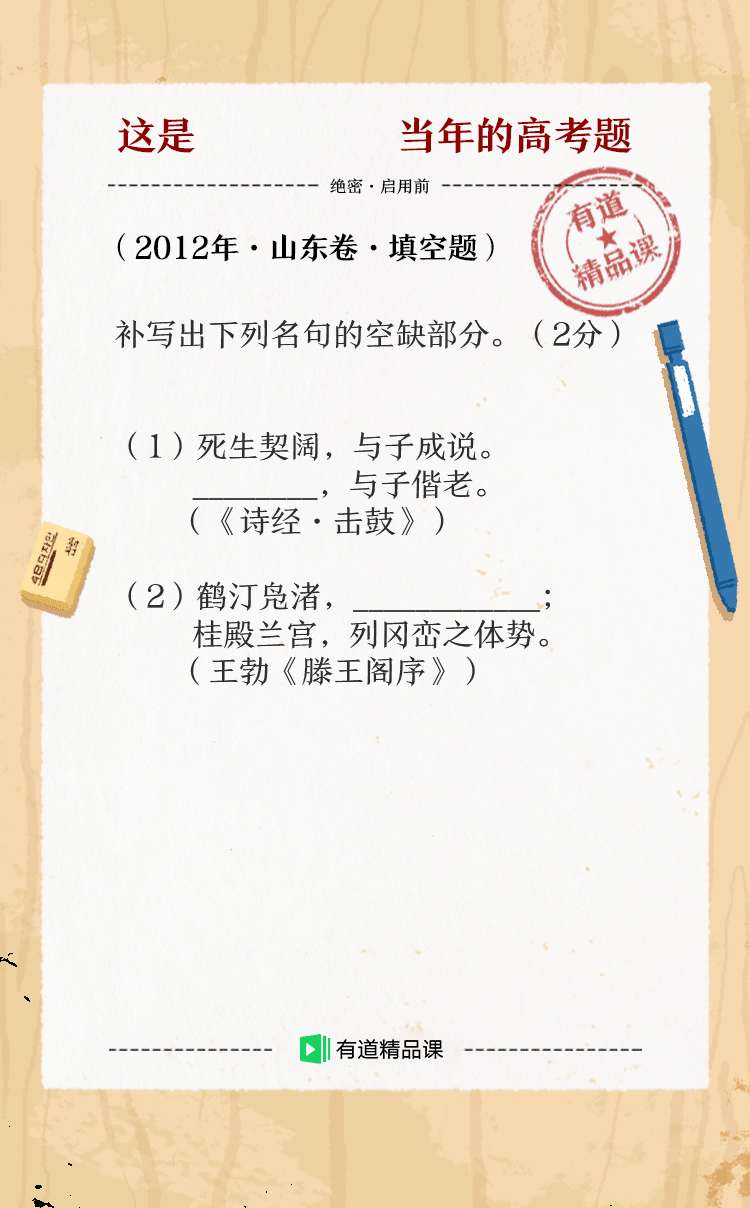 这是 当年的高考题
绝密·启用前
有道
精品课
（2012年·山东卷·填空题）
补写出下列名句的空缺部分。（2分）
（1）死生契阔，与子成说。
________，与子偕老。
（《诗经·击鼓》）
（2）鹤汀凫渚，____________；
桂殿兰宫，列冈峦之体势。
（王勃《滕王阁序》）
有道精品课